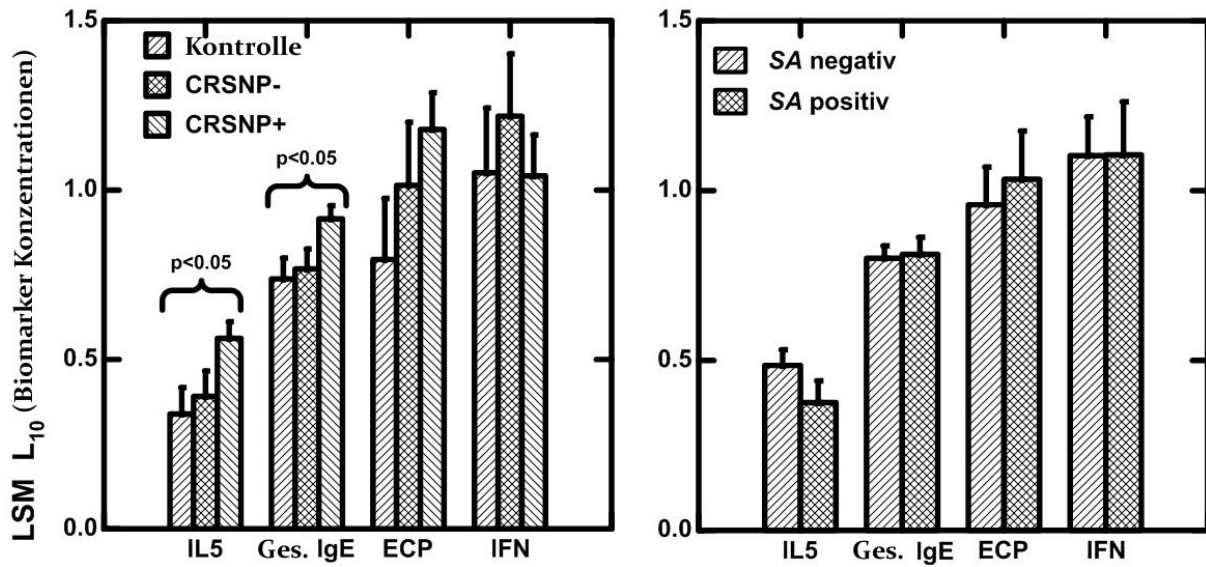 LSM L10 (Biomarker Konzentrationen)
1.5
1.0
0.5
0.0
Kontrolle
CRSNP-
CRSNP+
p<0.05
p<0.05
IL5 Ges. IgE ECP IFN
1.5
1.0
0.5
0.0
SA negativ
SA positiv
IL5 Ges. IgE ECP IFN